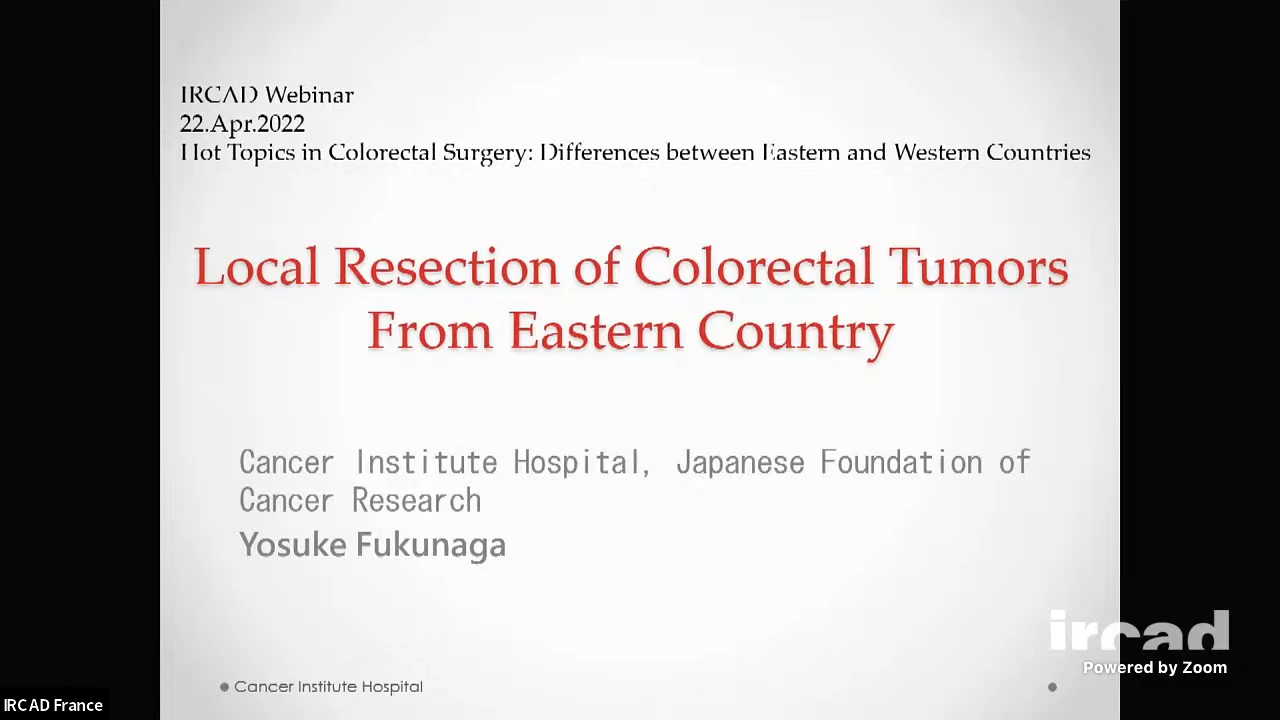 IRCAD Webinar
22.Apr.2022
Hot Topics in Colorectal Surgery: Differences between Eastern and Western Countries
Local Resection of Colorectal Tumors
From Eastern Country
Cancer Institute Hospital, Japanese Foundation of
Cancer Research
Yosuke Fukunaga
ircad
Powered by Zoom
Cancer Institute Hospital
IRCAD France